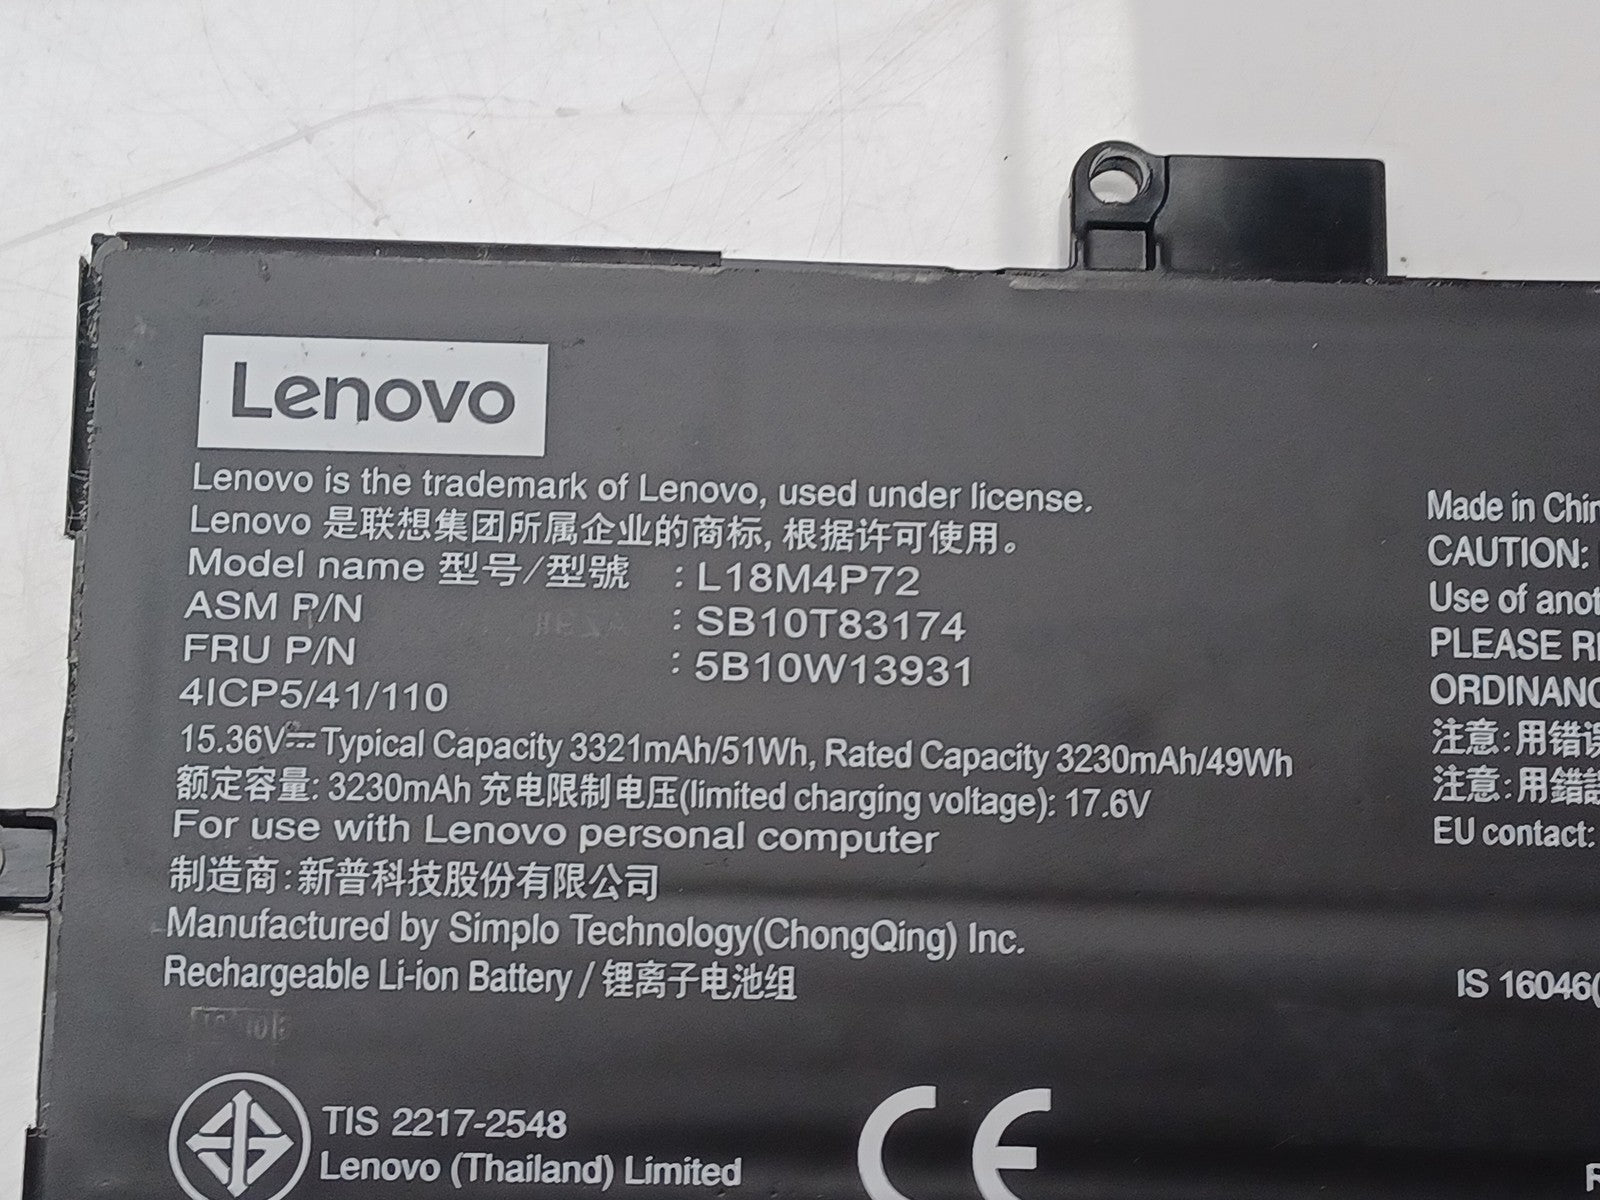 Lenovo
Lenovo is the trademark of Lenovo, used under license.
Lenovo 是联想集团所属企业的商标, 根据许可使用。
Model name 型号/型號 : L18M4P72
ASM P/N : SB10T83174
FRU P/N : 5B10W13931
4ICP5/41/110
15.36V⎓Typical Capacity 3321mAh/51Wh, Rated Capacity 3230mAh/49Wh
额定容量: 3230mAh 充电限制电压(limited charging voltage): 17.6V
For use with Lenovo personal computer
制造商:新普科技股份有限公司
Manufactured by Simplo Technology(ChongQing) Inc.
Rechargeable Li-ion Battery / 锂离子电池组
TIS 2217-2548
Lenovo (Thailand) Limited
CE
Made in
CAUTION:
Use of
PLEASE
注意:用错
注意:用錯
EU contact:
IS 16046(